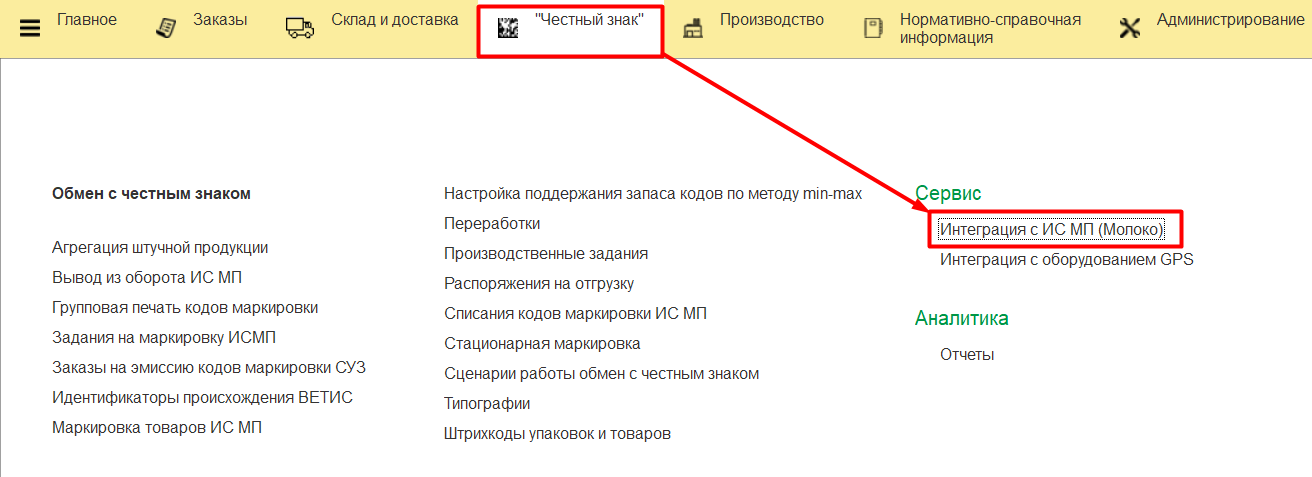 Главное
Заказы
Склад и доставка
"Честный знак"
Производство
Нормативно-справочная
информация
Администрирование
Обмен с честным знаком
Агрегация штучной продукции
Вывод из оборота ИС МП
Групповая печать кодов маркировки
Задания на маркировку ИСМП
Заказы на эмиссию кодов маркировки СУЗ
Идентификаторы происхождения ВЕТИС
Маркировка товаров ИС МП
Настройка поддержания запаса кодов по методу min-max
Переработки
Производственные задания
Распоряжения на отгрузку
Списания кодов маркировки ИС МП
Стационарная маркировка
Сценарии работы обмен с честным знаком
Типографии
Штрихкоды упаковок и товаров
Сервис
Интеграция с ИС МП (Молоко)
Интеграция с оборудованием GPS
Аналитика
Отчеты